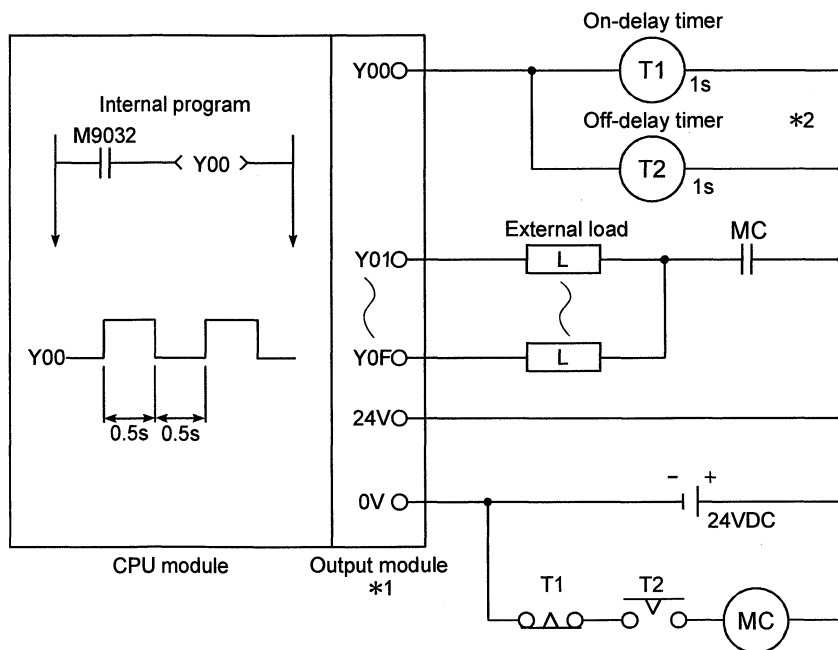 On-delay timer
Y00
T1
1s
Internal program
Off-delay timer
*2
M9032
Y00
T2
1s
External load
MC
Y01
L
Y00
Y0F
L
0.5s
0.5s
24V
- +
0V
24VDC
CPU module
Output module
*1
T1
T2
MC